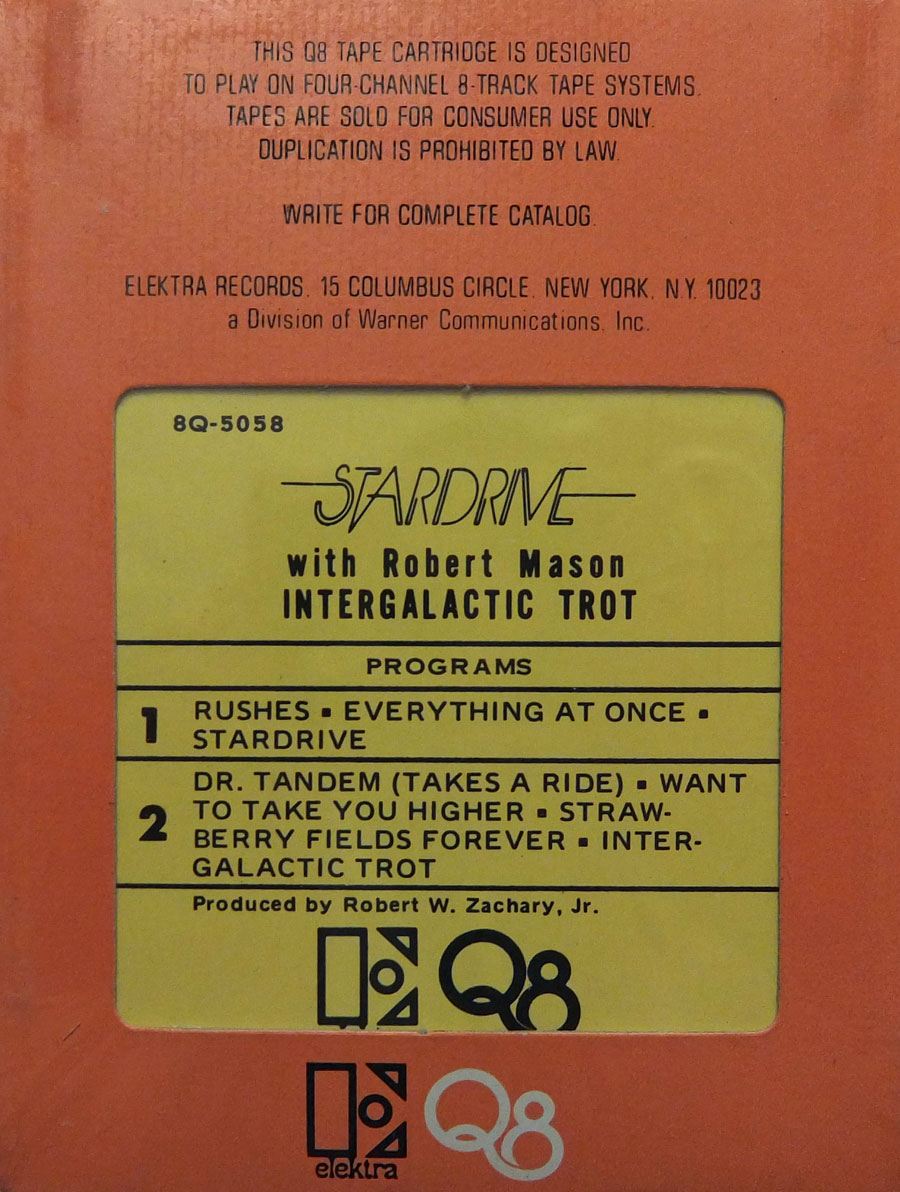 THIS Q8 TAPE CARTRIDGE IS DESIGNED
TO PLAY ON FOUR-CHANNEL 8-TRACK TAPE SYSTEMS.
TAPES ARE SOLD FOR CONSUMER USE ONLY.
DUPLICATION IS PROHIBITED BY LAW.
WRITE FOR COMPLETE CATALOG.
ELEKTRA RECORDS, 15 COLUMBUS CIRCLE, NEW YORK, N.Y. 10023
a Division of Warner Communications, Inc.
8Q-5058
STARDRIVE
with Robert Mason
INTERGALACTIC TROT
PROGRAMS
1 RUSHES ▪ EVERYTHING AT ONCE ▪
STARDRIVE
2 DR. TANDEM (TAKES A RIDE) ▪ WANT
TO TAKE YOU HIGHER ▪ STRAW-
BERRY FIELDS FOREVER ▪ INTER-
GALACTIC TROT
Produced by Robert W. Zachary, Jr.
Q8
Q8
elektra